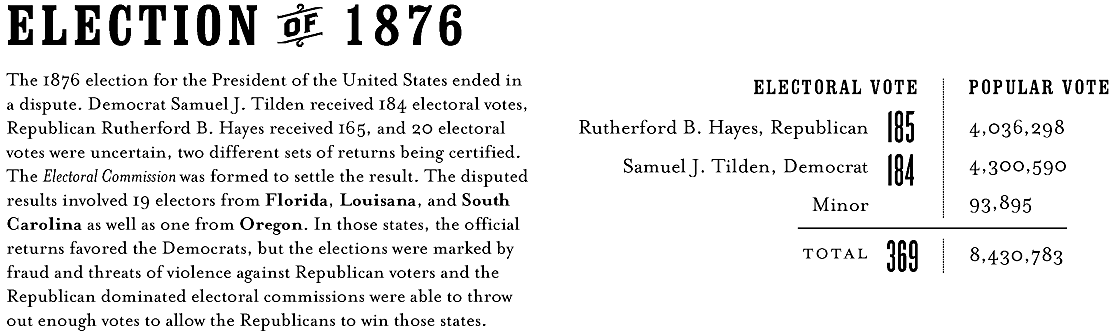 ELECTION OF 1876
The 1876 election for the President of the United States ended in
a dispute. Democrat Samuel J. Tilden received 184 electoral votes,
Republican Rutherford B. Hayes received 165, and 20 electoral
votes were uncertain, two different sets of returns being certified.
The Electoral Commission was formed to settle the result. The disputed
results involved 19 electors from Florida, Louisana, and South
Carolina as well as one from Oregon. In those states, the official
returns favored the Democrats, but the elections were marked by
fraud and threats of violence against Republican voters and the
Republican dominated electoral commissions were able to throw
out enough votes to allow the Republicans to win those states.
ELECTORAL VOTE POPULAR VOTE
Rutherford B. Hayes, Republican 185 4,036,298
Samuel J. Tilden, Democrat 184 4,300,590
Minor 93,895
TOTAL 369 8,430,783